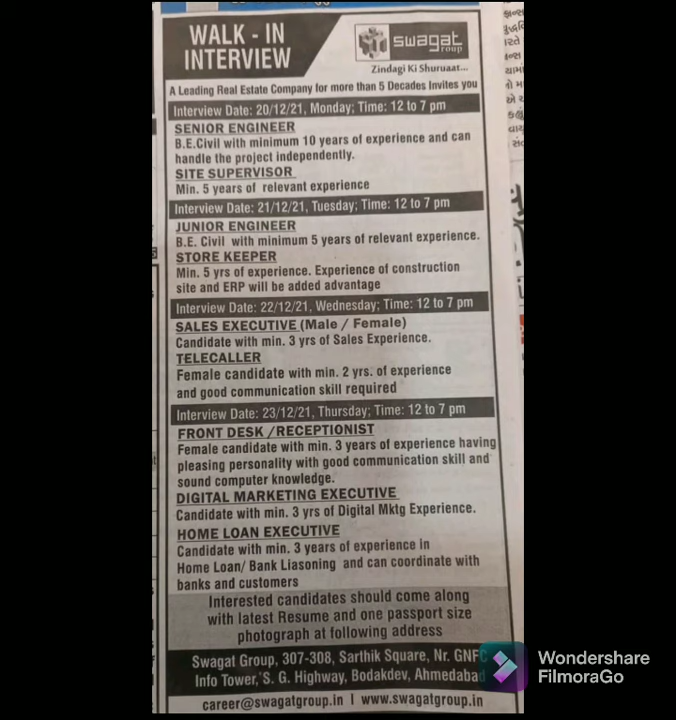 WALK - IN
INTERVIEW
swagat
Group
Zindagi Ki Shuruaat...
A Leading Real Estate Company for more than 5 Decades Invites you
Interview Date: 20/12/21, Monday; Time: 12 to 7 pm
SENIOR ENGINEER
B.E.Civil with minimum 10 years of experience and can
handle the project independently.
SITE SUPERVISOR
Min. 5 years of relevant experience
Interview Date: 21/12/21, Tuesday; Time: 12 to 7 pm
JUNIOR ENGINEER
B.E. Civil with minimum 5 years of relevant experience.
STORE KEEPER
Min. 5 yrs of experience. Experience of construction
site and ERP will be added advantage
Interview Date: 22/12/21, Wednesday; Time: 12 to 7 pm
SALES EXECUTIVE (Male / Female)
Candidate with min. 3 yrs of Sales Experience.
TELECALLER
Female candidate with min. 2 yrs. of experience
and good communication skill required
Interview Date: 23/12/21, Thursday; Time: 12 to 7 pm
FRONT DESK /RECEPTIONIST
Female candidate with min. 3 years of experience having
pleasing personality with good communication skill and
sound computer knowledge.
DIGITAL MARKETING EXECUTIVE
Candidate with min. 3 yrs of Digital Mktg Experience.
HOME LOAN EXECUTIVE
Candidate with min. 3 years of experience in
Home Loan/ Bank Liasoning and can coordinate with
banks and customers
Interested candidates should come along
with latest Resume and one passport size
photograph at following address
Swagat Group, 307-308, Sarthik Square, Nr. GNFC
Info Tower, S. G. Highway, Bodakdev, Ahmedabad
career@swagatgroup.in I www.swagatgroup.in
Wondershare
FilmoraGo